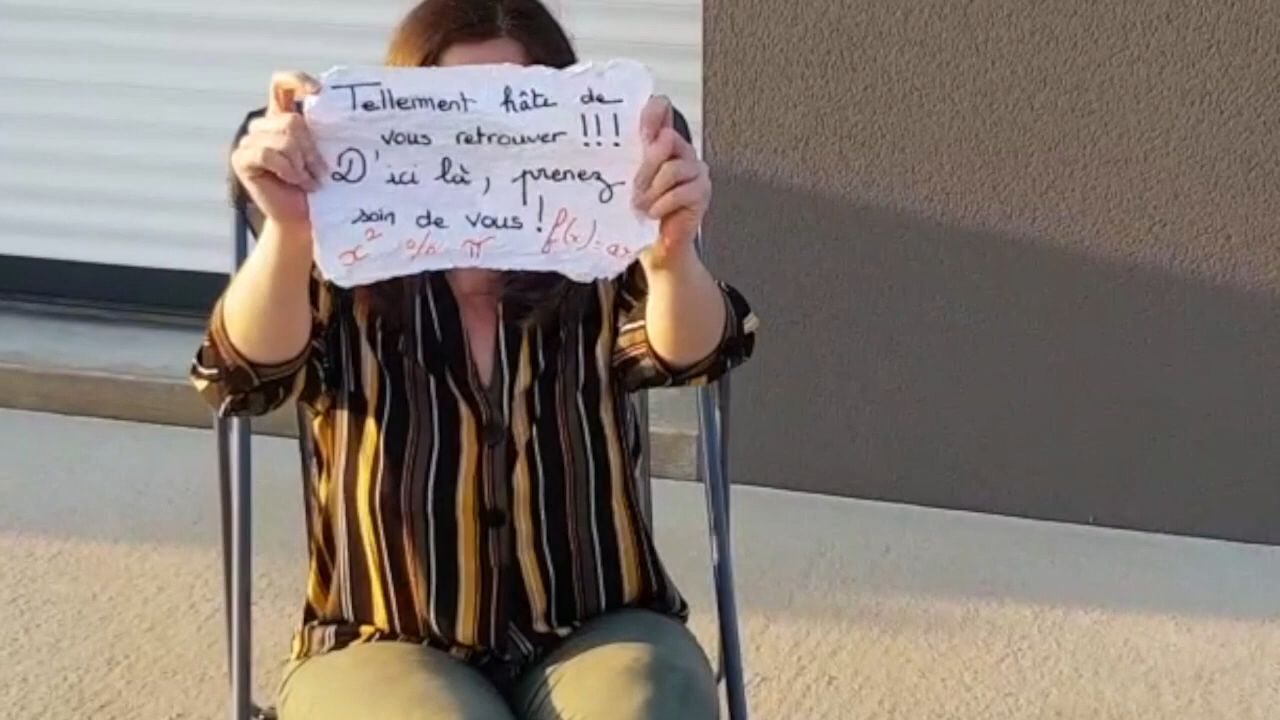 Tellement hâte de
vous retrouver !!!
D'ici là, prenez
soin de vous !
x² % π f(x)=ax